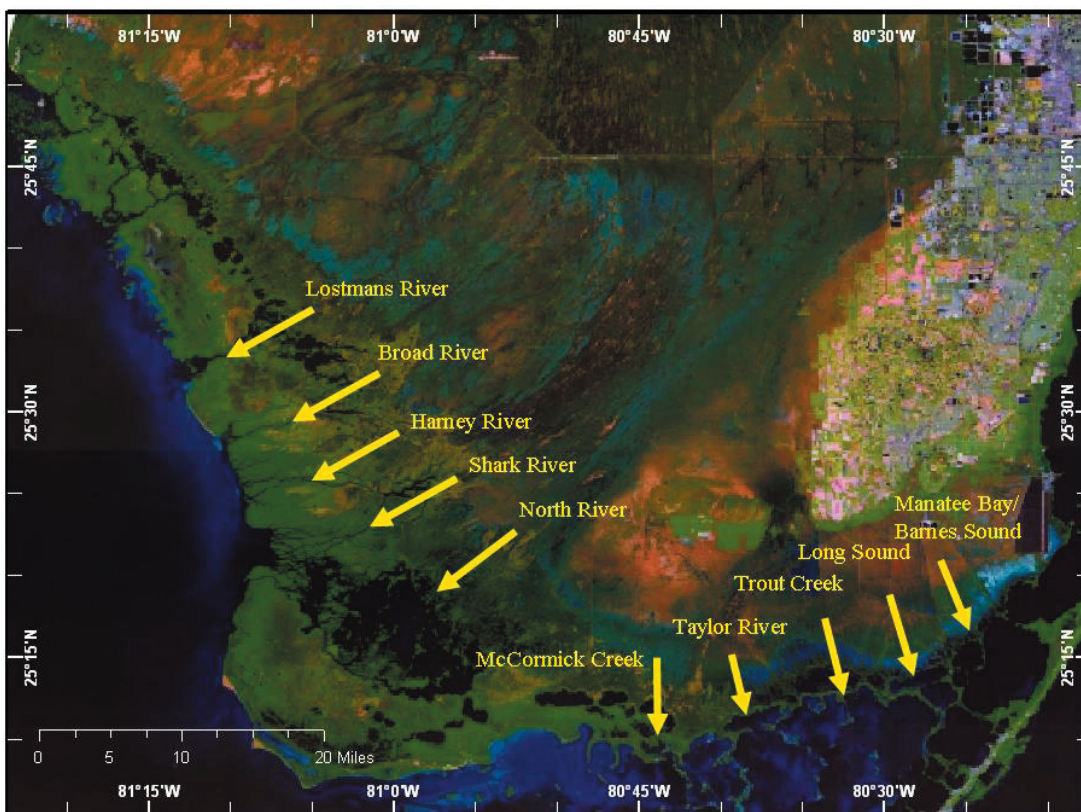 81°15'W 81°0'W 80°45'W 80°30'W
25°45'N 25°45'N
Lostmans River
Broad River
25°30'N 25°30'N
Harney River
Shark River
North River
Manatee Bay/
Barnes Sound
Long Sound
Trout Creek
Taylor River
McCormick Creek
25°15'N 25°15'N
0 5 10 20 Miles
81°15'W 81°0'W 80°45'W 80°30'W